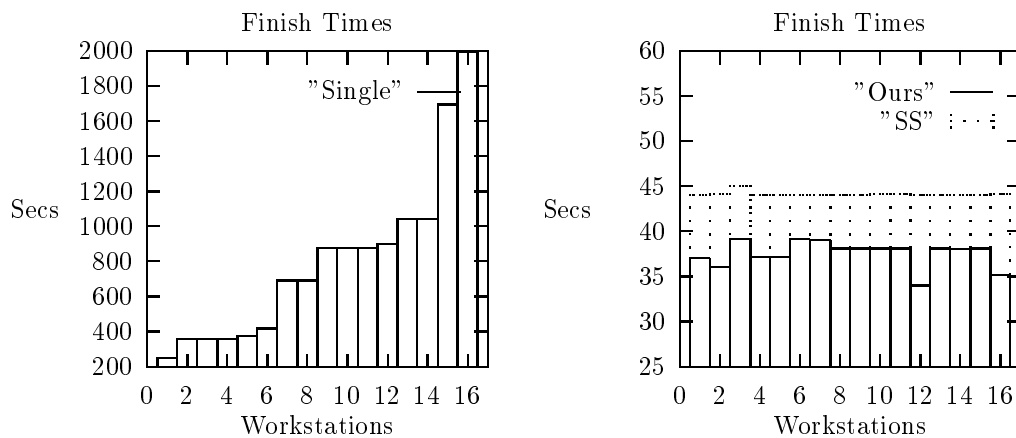 Finish Times
2000
1800
1600
1400
1200
1000
800
600
400
200
Secs
"Single"
0 2 4 6 8 10 12 14 16
Workstations
Finish Times
60
55
50
45
40
35
30
25
Secs
"Ours"
"SS"
0 2 4 6 8 10 12 14 16
Workstations